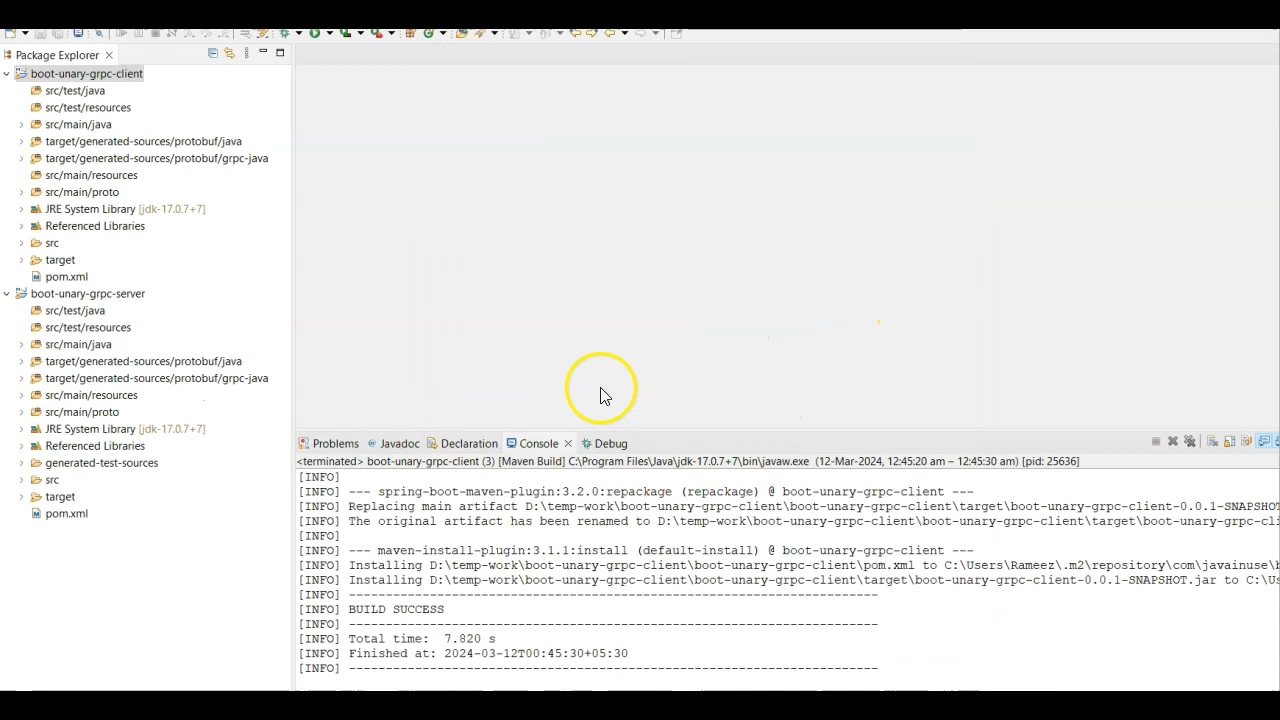 Package Explorer
boot-unary-grpc-client
src/test/java
src/test/resources
src/main/java
target/generated-sources/protobuf/java
target/generated-sources/protobuf/grpc-java
src/main/resources
src/main/proto
JRE System Library [jdk-17.0.7+7]
Referenced Libraries
src
target
pom.xml
boot-unary-grpc-server
src/test/java
src/test/resources
src/main/java
target/generated-sources/protobuf/java
target/generated-sources/protobuf/grpc-java
src/main/resources
src/main/proto
JRE System Library [jdk-17.0.7+7]
Referenced Libraries
generated-test-sources
src
target
pom.xml
Problems Javadoc Declaration Console Debug
<terminated> boot-unary-grpc-client (3) [Maven Build] C:\Program Files\Java\jdk-17.0.7+7\bin\javaw.exe (12-Mar-2024, 12:45:20 am – 12:45:30 am) [pid: 25636]
[INFO]
[INFO] --- spring-boot-maven-plugin:3.2.0:repackage (repackage) @ boot-unary-grpc-client ---
[INFO] Replacing main artifact D:\temp-work\boot-unary-grpc-client\boot-unary-grpc-client\target\boot-unary-grpc-client-0.0.1-SNAPSHOT
[INFO] The original artifact has been renamed to D:\temp-work\boot-unary-grpc-client\boot-unary-grpc-client\target\boot-unary-grpc-cli
[INFO]
[INFO] --- maven-install-plugin:3.1.1:install (default-install) @ boot-unary-grpc-client ---
[INFO] Installing D:\temp-work\boot-unary-grpc-client\boot-unary-grpc-client\pom.xml to C:\Users\Rameez\.m2\repository\com\javainuse\b
[INFO] Installing D:\temp-work\boot-unary-grpc-client\boot-unary-grpc-client\target\boot-unary-grpc-client-0.0.1-SNAPSHOT.jar to C:\Us
[INFO] ------------------------------------------------------------------------
[INFO] BUILD SUCCESS
[INFO] ------------------------------------------------------------------------
[INFO] Total time:  7.820 s
[INFO] Finished at: 2024-03-12T00:45:30+05:30
[INFO] ------------------------------------------------------------------------